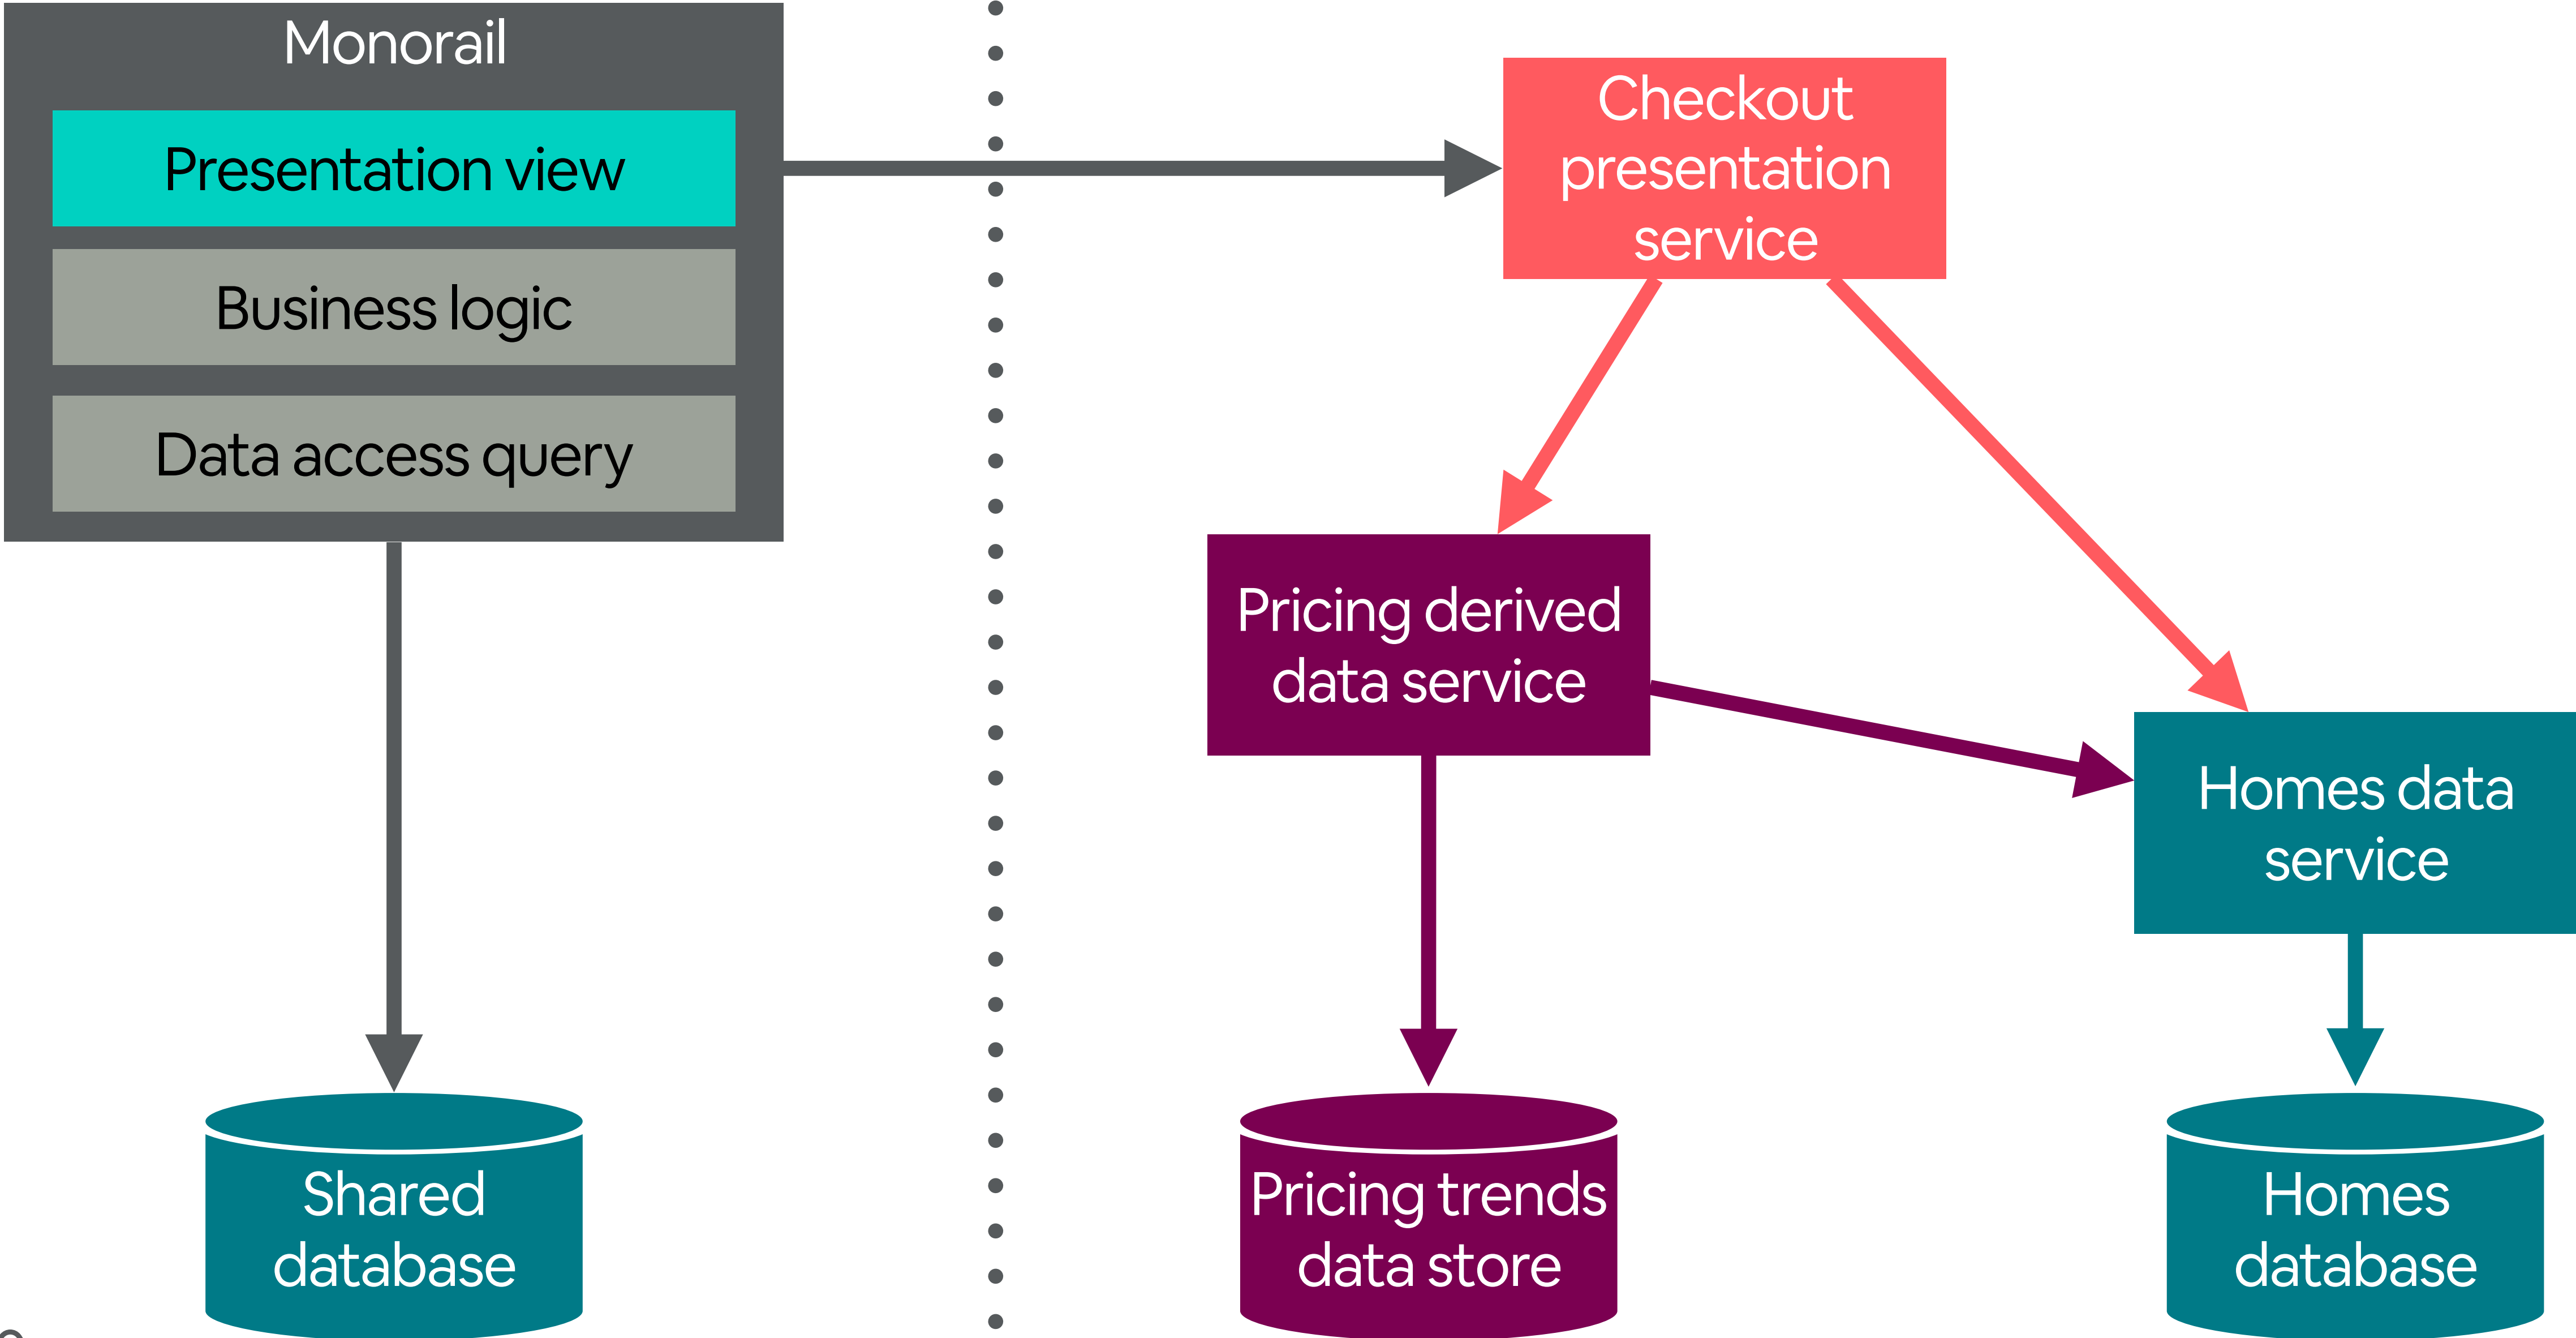 Monorail
Presentation view
Business logic
Data access query
Shared
database
Checkout
presentation
service
Pricing derived
data service
Homes data
service
Pricing trends
data store
Homes
database